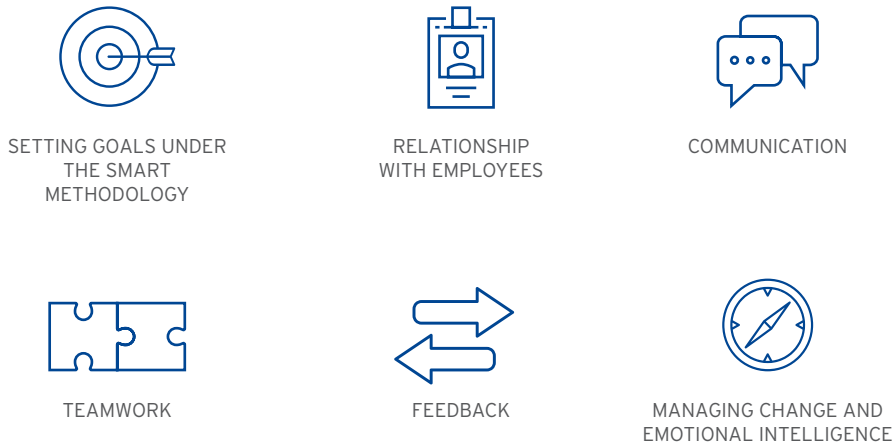 SETTING GOALS UNDER
THE SMART
METHODOLOGY
RELATIONSHIP
WITH EMPLOYEES
COMMUNICATION
TEAMWORK
FEEDBACK
MANAGING CHANGE AND
EMOTIONAL INTELLIGENCE